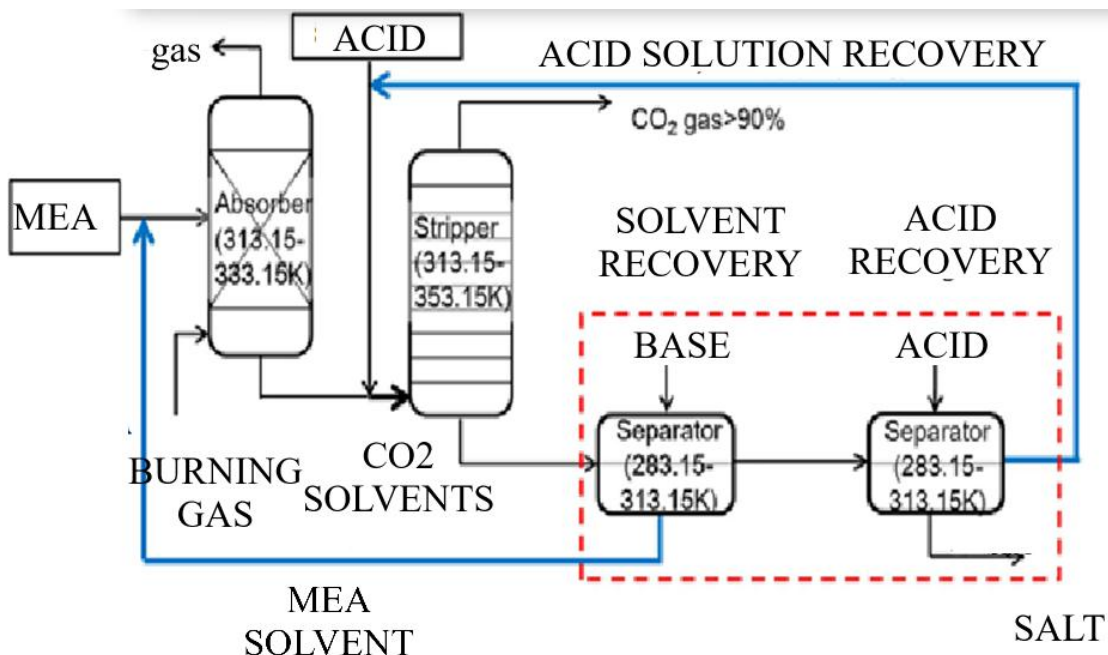 gas
ACID
ACID SOLUTION RECOVERY
CO₂ gas>90%
MEA
Absorber
(313.15-
333.15K)
Stripper
(313.15-
353.15K)
SOLVENT
RECOVERY
ACID
RECOVERY
BASE
ACID
Separator
(283.15-
313.15K)
Separator
(283.15-
313.15K)
BURNING
GAS
CO2
SOLVENTS
MEA
SOLVENT
SALT